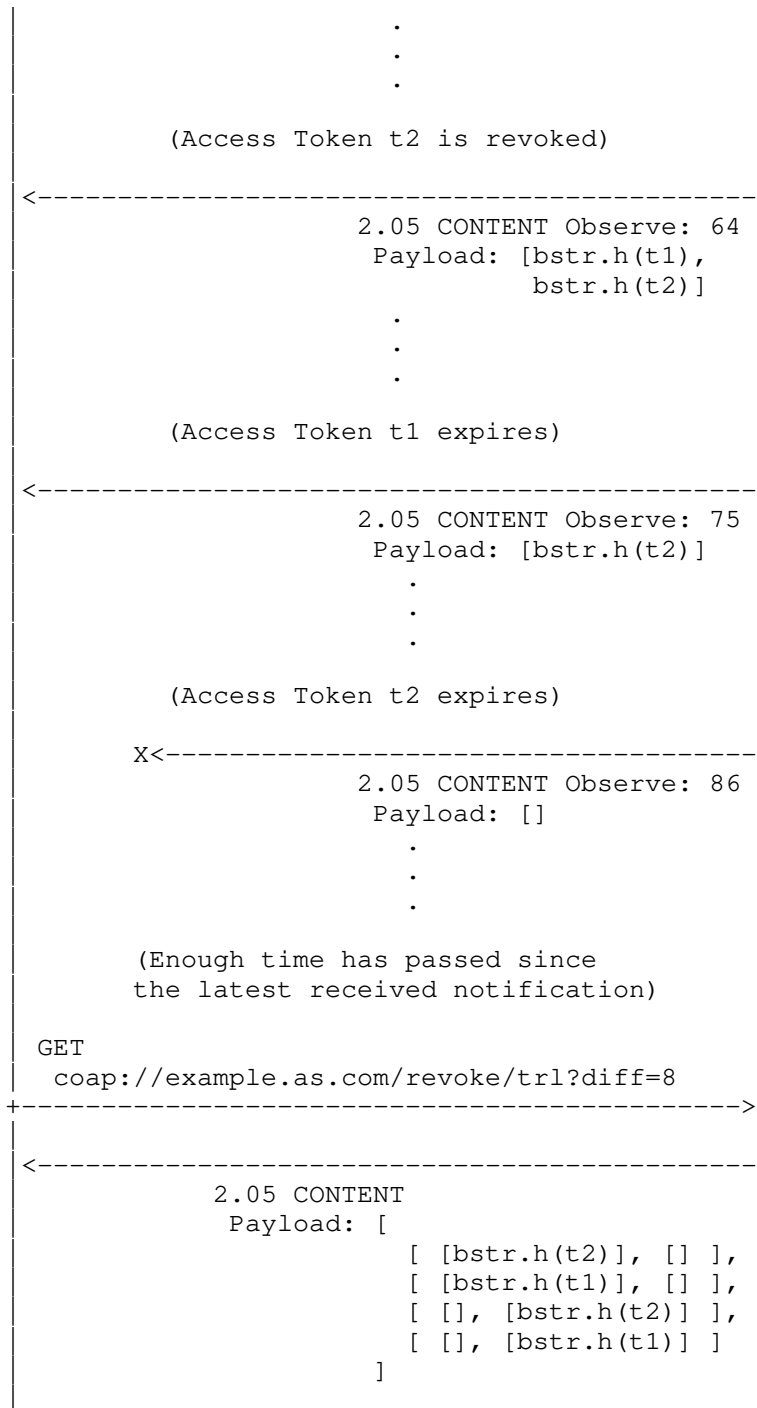 .
.
.
(Access Token t2 is revoked)
<---------------------------------------------
2.05 CONTENT Observe: 64
Payload: [bstr.h(t1),
bstr.h(t2)]
.
.
.
(Access Token t1 expires)
<---------------------------------------------
2.05 CONTENT Observe: 75
Payload: [bstr.h(t2)]
.
.
.
(Access Token t2 expires)
X<-------------------------------------
2.05 CONTENT Observe: 86
Payload: []
.
.
.
(Enough time has passed since
the latest received notification)
GET
coap://example.as.com/revoke/trl?diff=8
+--------------------------------------------->
<---------------------------------------------
2.05 CONTENT
Payload: [
[ [bstr.h(t2)], [] ],
[ [bstr.h(t1)], [] ],
[ [], [bstr.h(t2)] ],
[ [], [bstr.h(t1)] ]
]